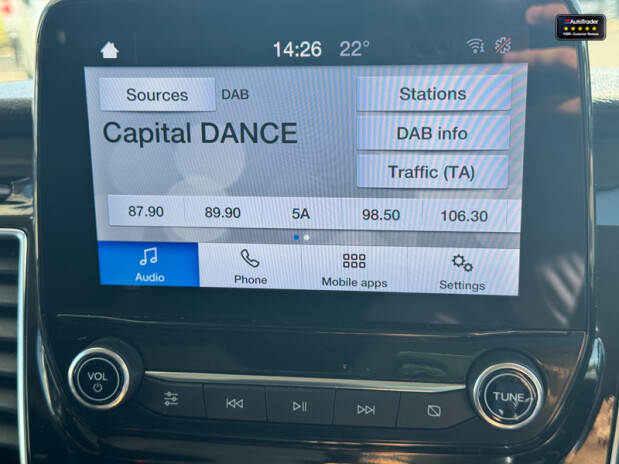 AutoTrader
14:26 22°
Sources DAB Stations
Capital DANCE DAB info
Traffic (TA)
87.90 89.90 5A 98.50 106.30
Audio Phone Mobile apps Settings
VOL
TUNE